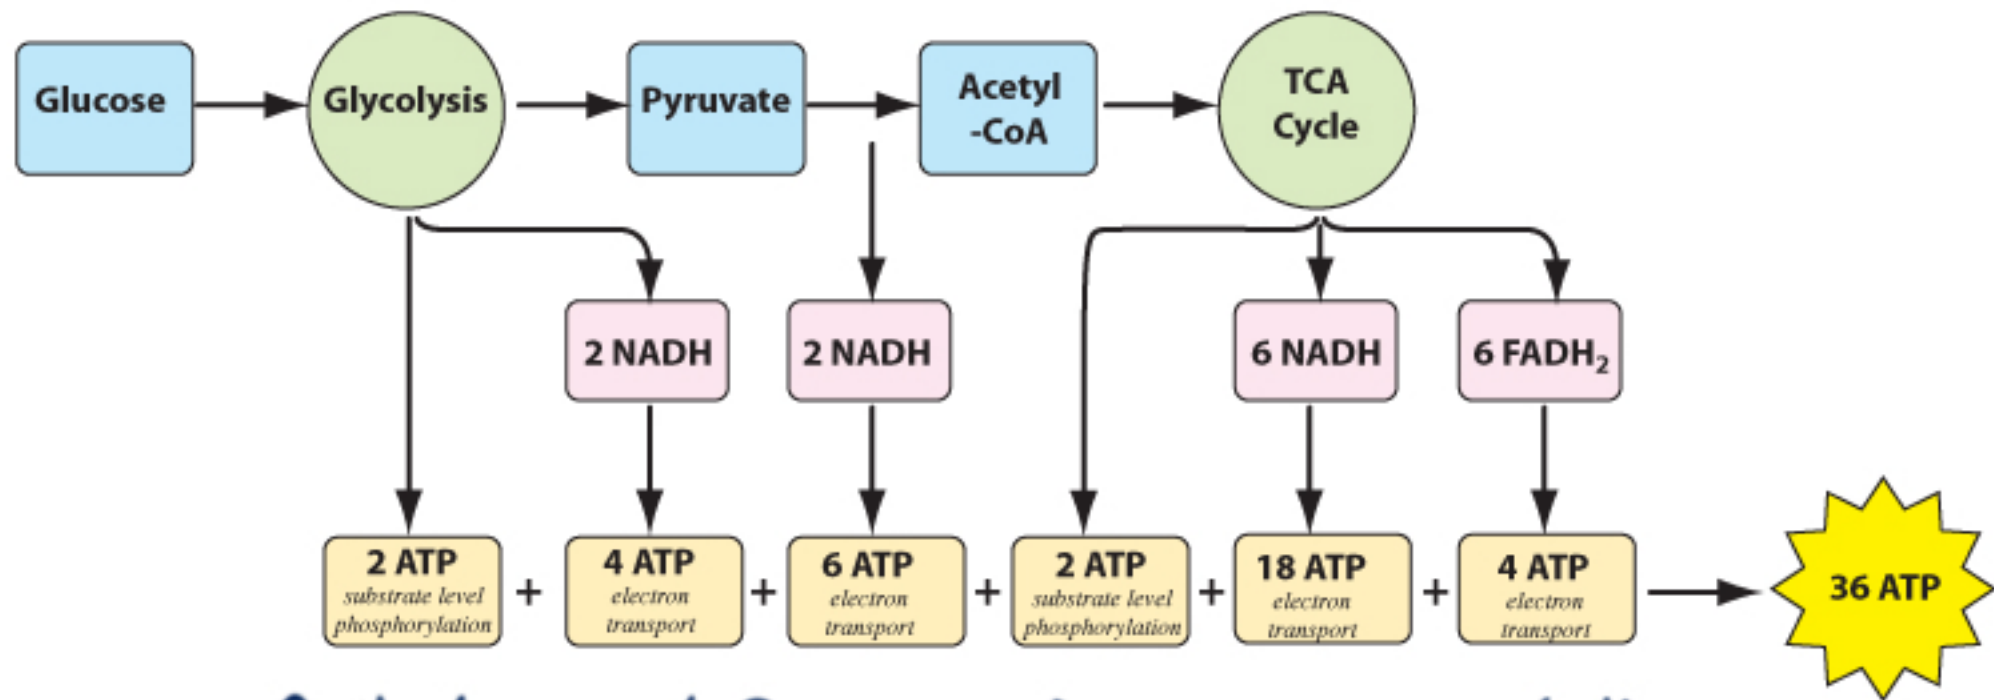 Glucose
Glycolysis
Pyruvate
Acetyl
-CoA
TCA
Cycle
2 NADH
2 NADH
6 NADH
6 FADH₂
2 ATP
substrate level
phosphorylation
+
4 ATP
electron
transport
+
6 ATP
electron
transport
+
2 ATP
substrate level
phosphorylation
+
18 ATP
electron
transport
+
4 ATP
electron
transport
36 ATP